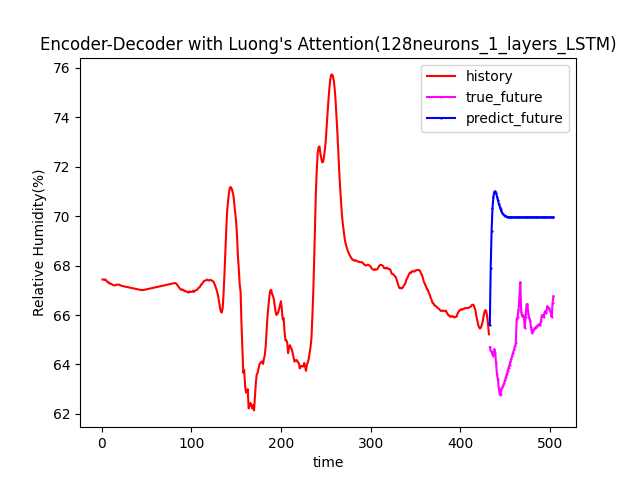 Encoder-Decoder with Luong's Attention(128neurons_1_layers_LSTM)
history
true_future
predict_future
Relative Humidity(%)
76
74
72
70
68
66
64
62
0 100 200 300 400 500
time